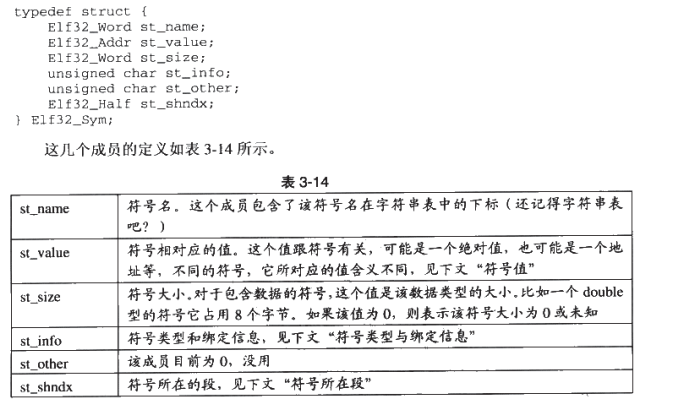 typedef struct {
Elf32_Word st_name;
Elf32_Addr st_value;
Elf32_Word st_size;
unsigned char st_info;
unsigned char st_other;
Elf32_Half st_shndx;
} Elf32_Sym;
这几个成员的定义如表 3-14 所示。
表 3-14
st_name 符号名。这个成员包含了该符号名在字符串表中的下标（还记得字符串表
吧？）
st_value 符号相对应的值。这个值跟符号有关，可能是一个绝对值，也可能是一个地
址等，不同的符号，它所对应的值含义不同，见下文“符号值”
st_size 符号大小。对于包含数据的符号，这个值是该数据类型的大小。比如一个 double
型的符号它占用 8 个字节。如果该值为 0，则表示该符号大小为 0 或未知
st_info 符号类型和绑定信息，见下文“符号类型与绑定信息”
st_other 该成员目前为 0，没用
st_shndx 符号所在的段，见下文“符号所在段”